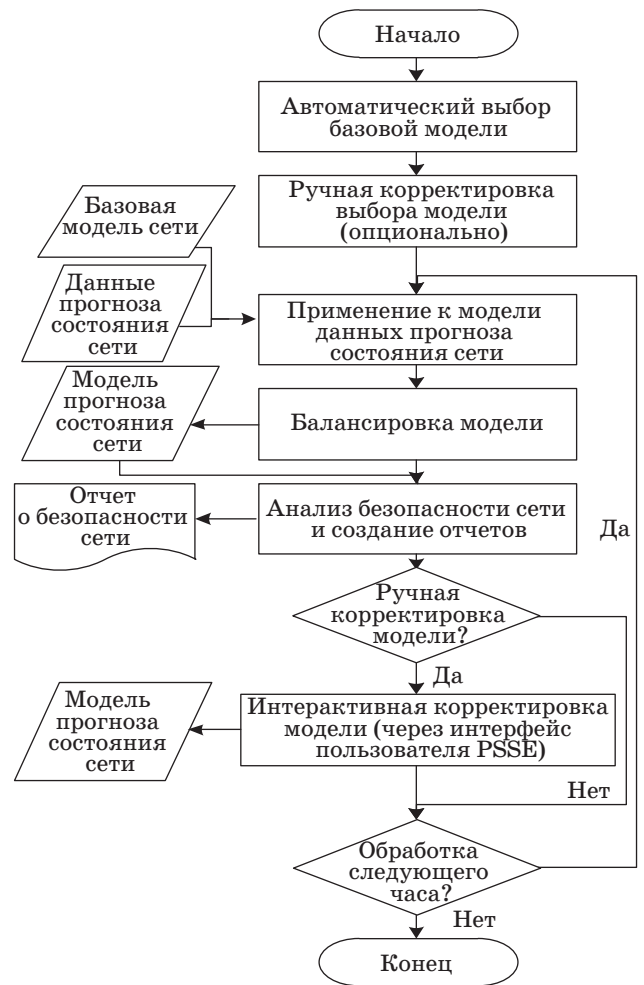 Начало
Автоматический выбор
базовой модели
Ручная корректировка
выбора модели
(опционально)
Базовая
модель сети
Данные
прогноза
состояния
сети
Применение к модели
данных прогноза
состояния сети
Модель
прогноза
состояния
сети
Балансировка модели
Отчет
о безопасности
сети
Анализ безопасности сети
и создание отчетов
Да
Ручная
корректировка
модели?
Да
Модель
прогноза
состояния
сети
Интерактивная корректировка
модели (через интерфейс
пользователя PSSE)
Нет
Обработка
следующего
часа?
Нет
Конец